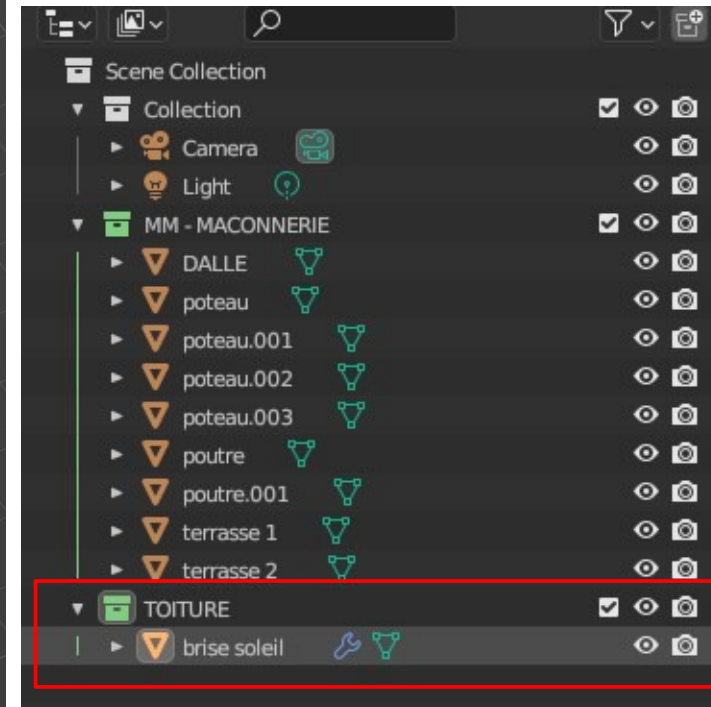 Scene Collection
Collection
Camera
Light
MM - MACONNERIE
DALLE
poteau
poteau.001
poteau.002
poteau.003
poutre
poutre.001
terrasse 1
terrasse 2
TOITURE
brise soleil